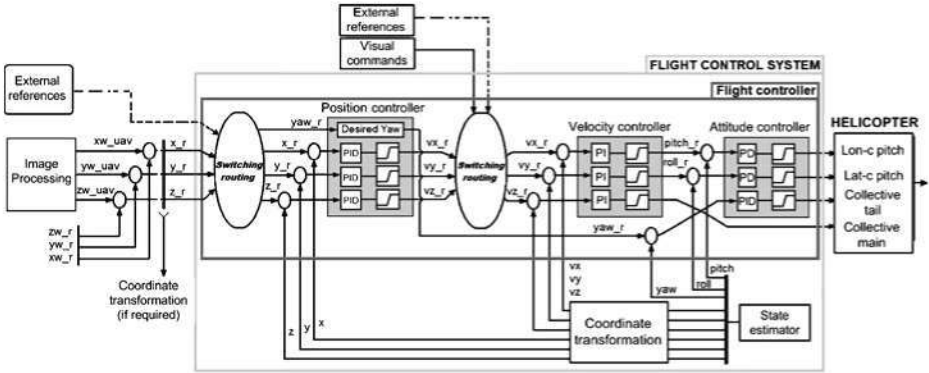 External
references
Visual
commands
FLIGHT CONTROL SYSTEM
Flight controller
External
references
Position controller
yaw_r
Desired Yaw
Velocity controller
Attitude controller
HELICOPTER
Image
Processing
xw_uav
yw_uav
zw_uav
x_r
y_r
z_r
Switching
routing
x_r
y_r
z_r
PID
PID
PID
vx_r
vy_r
vz_r
Switching
routing
vx_r
vy_r
vz_r
PI
PI
PI
pitch_r
roll_r
yaw_r
PD
PD
PID
Lon-c pitch
Lat-c pitch
Collective
tail
Collective
main
zw_r
yw_r
xw_r
Coordinate
transformation
(if required)
z
y
x
vx
vy
vz
yaw
roll
pitch
Coordinate
transformation
State
estimator